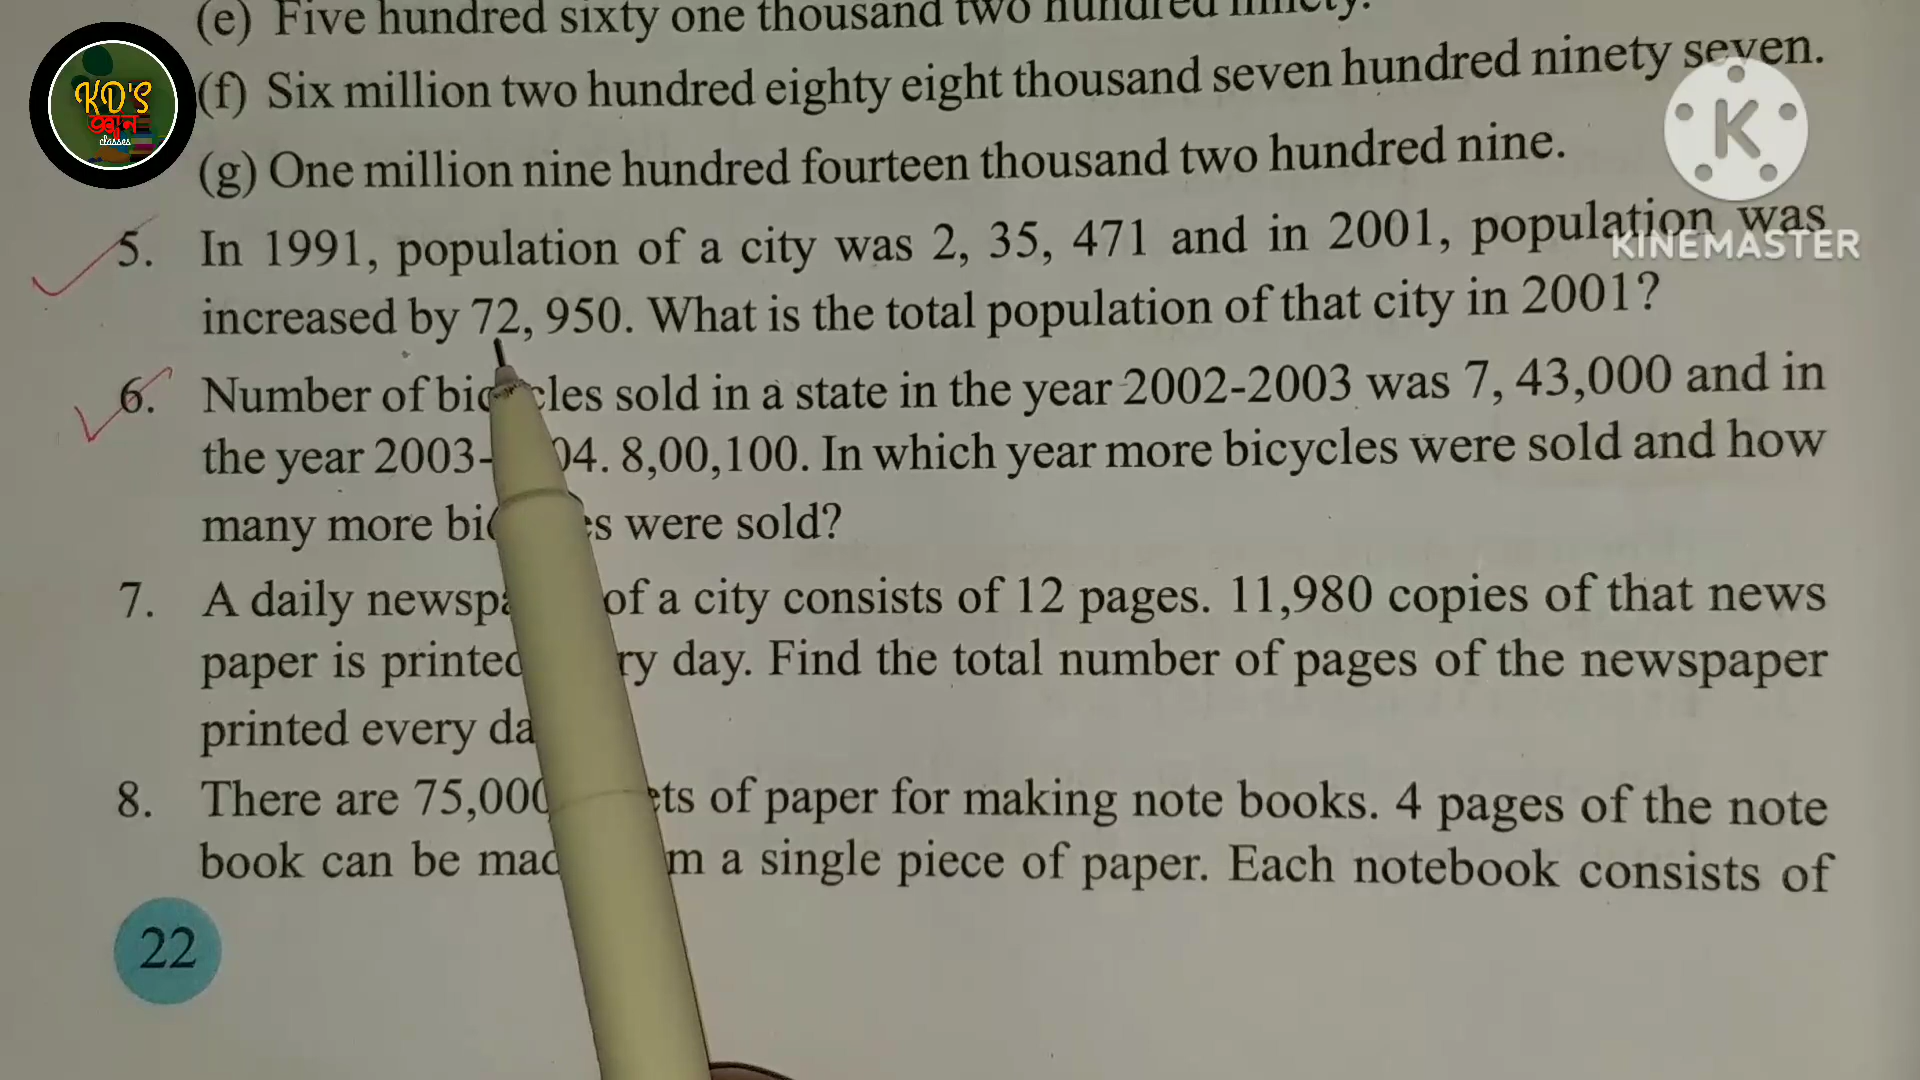 (e) Five hundred sixty one thousand two hundred ninety.
KD'S
জ্ঞান
classes
(f) Six million two hundred eighty eight thousand seven hundred ninety seven.
K
(g) One million nine hundred fourteen thousand two hundred nine.
5. In 1991, population of a city was 2, 35, 471 and in 2001, population was
KINEMASTER
increased by 72, 950. What is the total population of that city in 2001?
6. Number of bicycles sold in a state in the year 2002-2003 was 7, 43,000 and in
the year 2003- 04. 8,00,100. In which year more bicycles were sold and how
many more bi s were sold?
7. A daily newspa of a city consists of 12 pages. 11,980 copies of that news
paper is printed ry day. Find the total number of pages of the newspaper
printed every da
8. There are 75,000 ets of paper for making note books. 4 pages of the note
book can be mad m a single piece of paper. Each notebook consists of
22